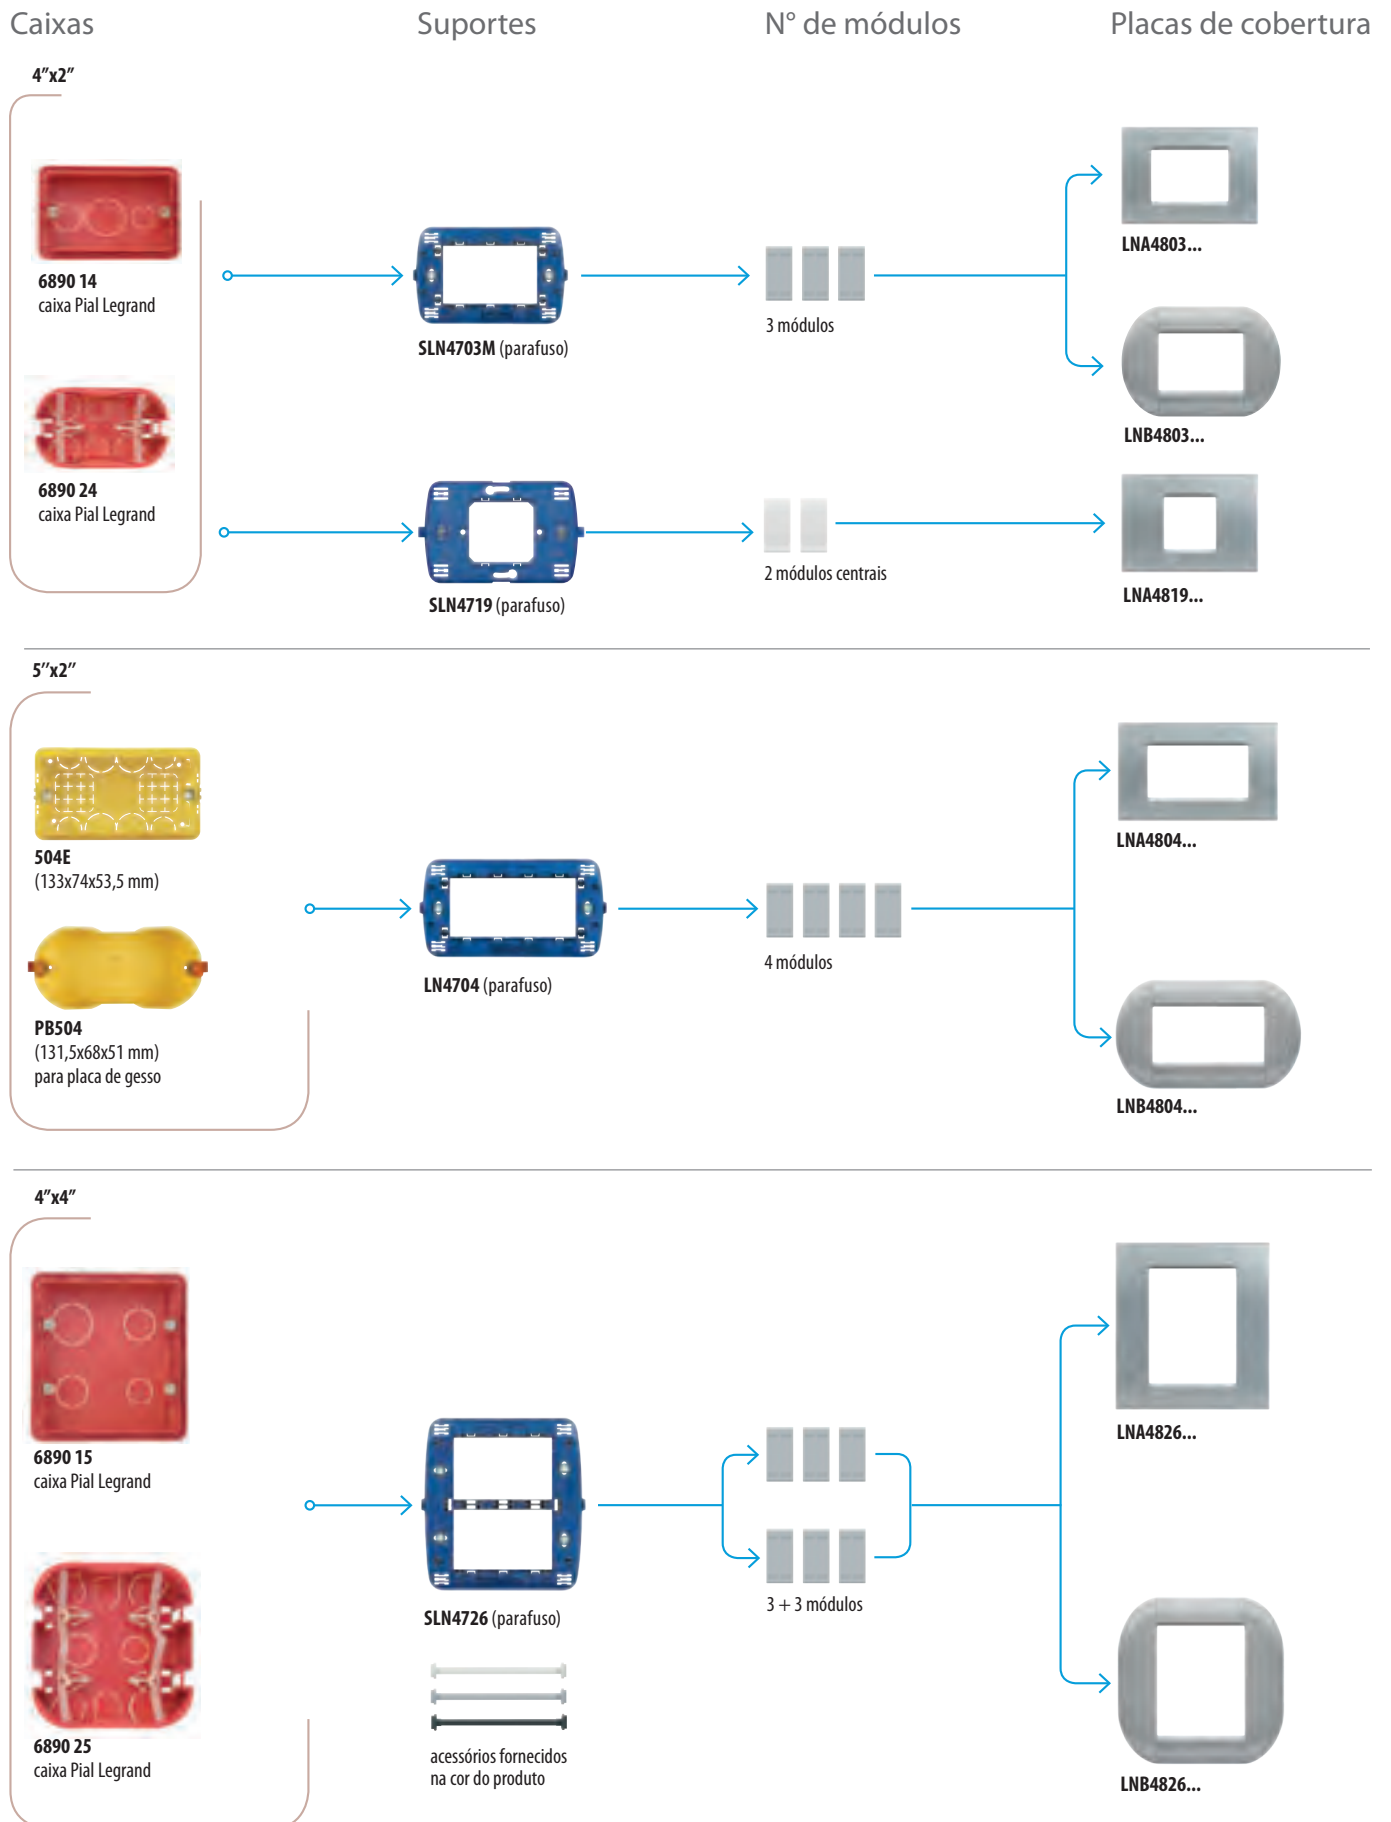 Caixas
Suportes
N° de módulos
Placas de cobertura
4”x2”
6890 14
caixa Pial Legrand
6890 24
caixa Pial Legrand
SLN4703M (parafuso)
3 módulos
LNA4803...
LNB4803...
SLN4719 (parafuso)
2 módulos centrais
LNA4819...
5”x2”
504E
(133x74x53,5 mm)
PB504
(131,5x68x51 mm)
para placa de gesso
LN4704 (parafuso)
4 módulos
LNA4804...
LNB4804...
4”x4”
6890 15
caixa Pial Legrand
6890 25
caixa Pial Legrand
SLN4726 (parafuso)
acessórios fornecidos
na cor do produto
3 + 3 módulos
LNA4826...
LNB4826...